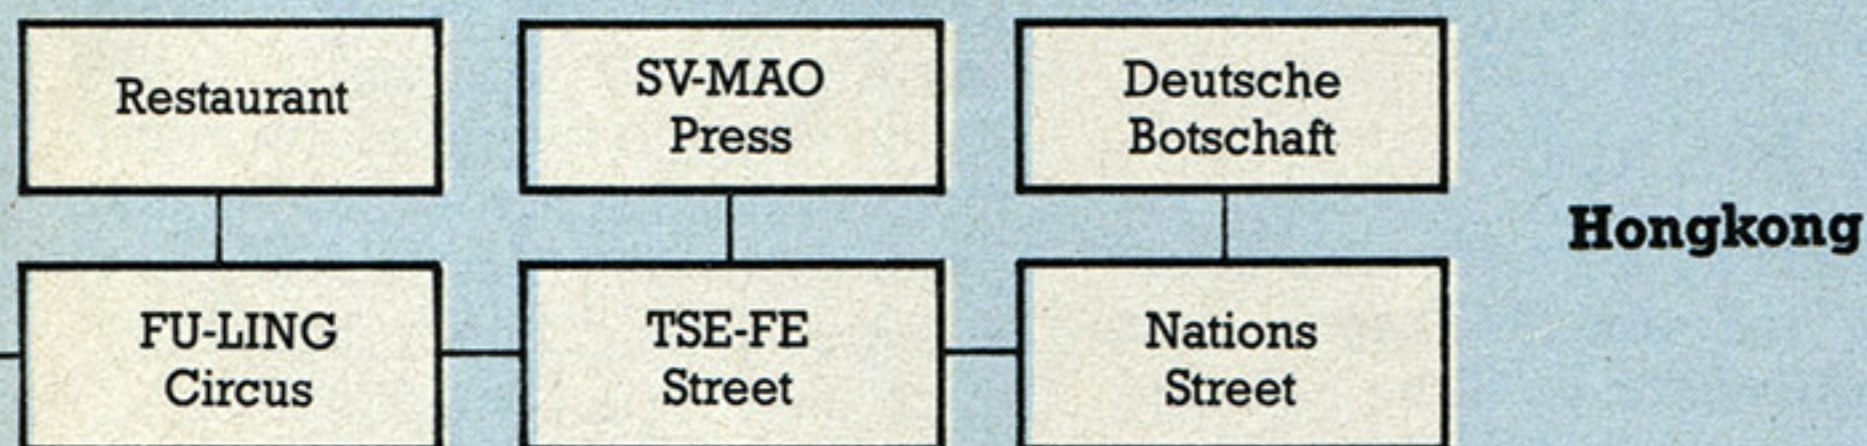 Restaurant
SV-MAO
Press
Deutsche
Botschaft
Hongkong
FU-LING
Circus
TSE-FE
Street
Nations
Street